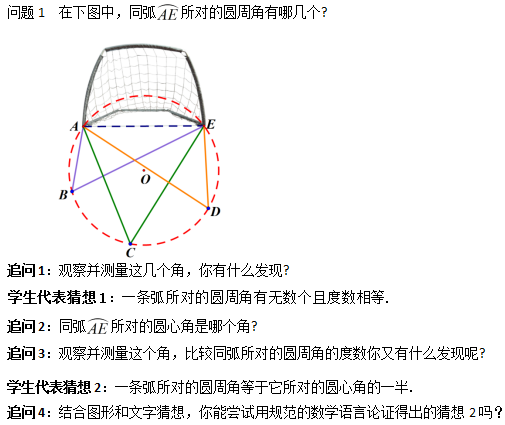 问题1 在下图中，同弧AE所对的圆周角有哪几个?
A
E
B
O
D
C
追问1：观察并测量这几个角，你有什么发现?
学生代表猜想1：一条弧所对的圆周角有无数个且度数相等.
追问2：同弧AE所对的圆心角是哪个角?
追问3：观察并测量这个角，比较同弧所对的圆周角的度数你又有什么发现呢?
学生代表猜想2：一条弧所对的圆周角等于它所对的圆心角的一半.
追问4：结合图形和文字猜想，你能尝试用规范的数学语言论证得出的猜想2吗?